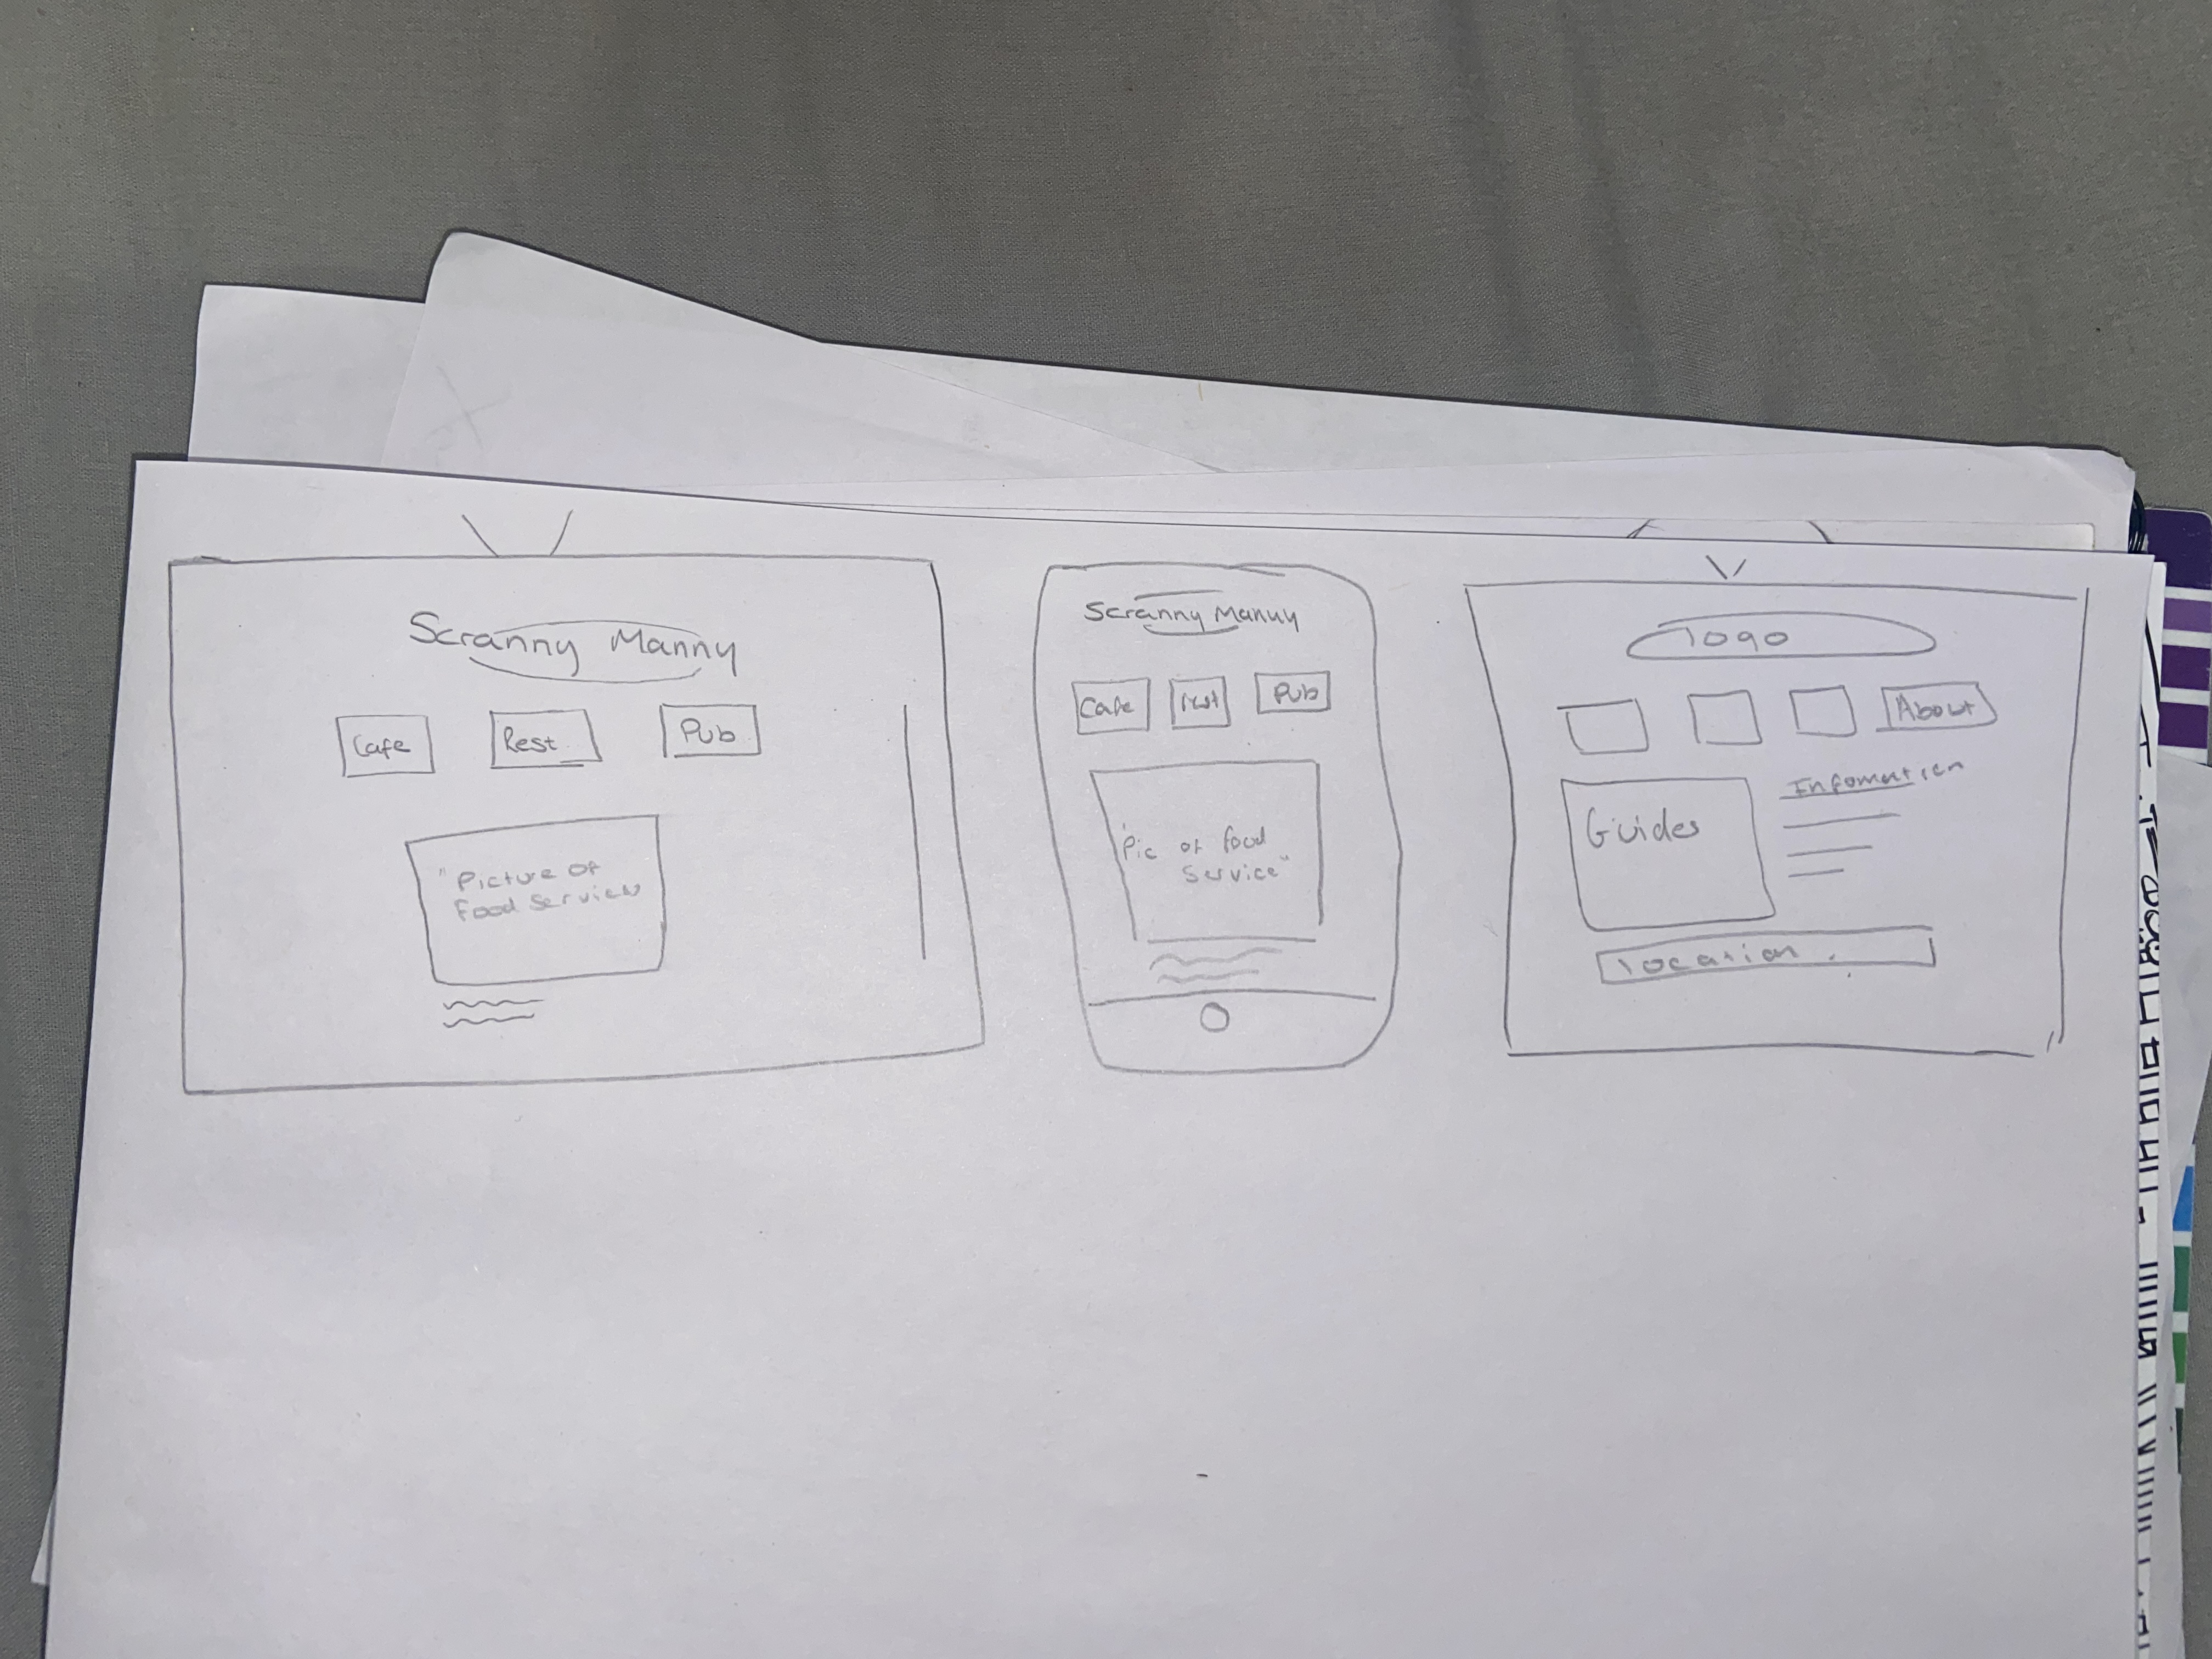 Scranny Manny
Cafe
Rest
Pub
"Picture of
food service
Scranny Manny
Cafe
rest
Pub
"Pic of food
Service"
logo
About
Guides
Infomation
location